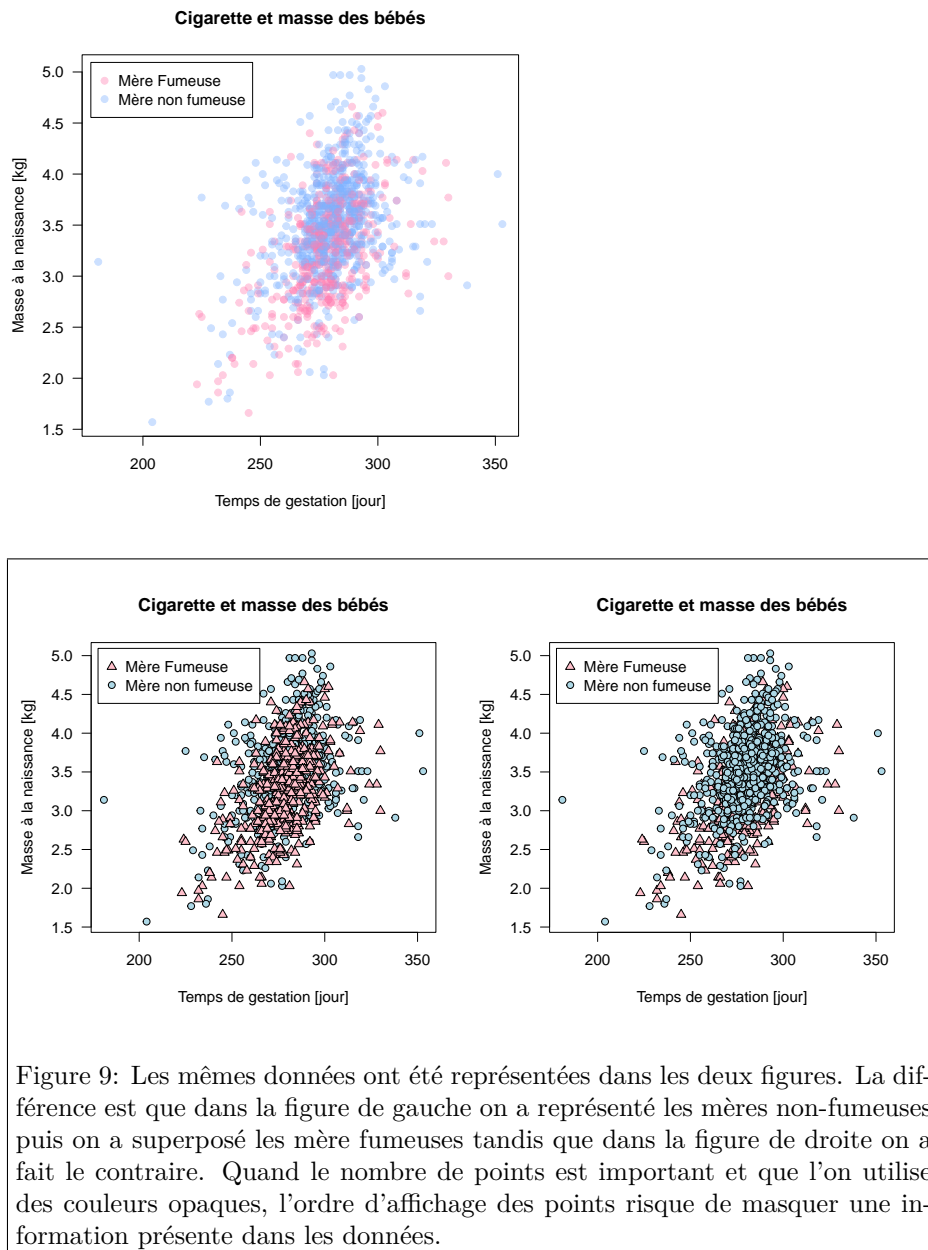 Cigarette et masse des bébés
Mère Fumeuse
Mère non fumeuse
5.0
4.5
4.0
3.5
3.0
2.5
2.0
1.5
Masse à la naissance [kg]
200 250 300 350
Temps de gestation [jour]
Cigarette et masse des bébés
Mère Fumeuse
Mère non fumeuse
5.0
4.5
4.0
3.5
3.0
2.5
2.0
1.5
Masse à la naissance [kg]
200 250 300 350
Temps de gestation [jour]
Cigarette et masse des bébés
Mère Fumeuse
Mère non fumeuse
5.0
4.5
4.0
3.5
3.0
2.5
2.0
1.5
Masse à la naissance [kg]
200 250 300 350
Temps de gestation [jour]
Figure 9: Les mêmes données ont été représentées dans les deux figures. La dif-
férence est que dans la figure de gauche on a représenté les mères non-fumeuses
puis on a superposé les mère fumeuses tandis que dans la figure de droite on a
fait le contraire. Quand le nombre de points est important et que l'on utilise
des couleurs opaques, l'ordre d'affichage des points risque de masquer une in-
formation présente dans les données.